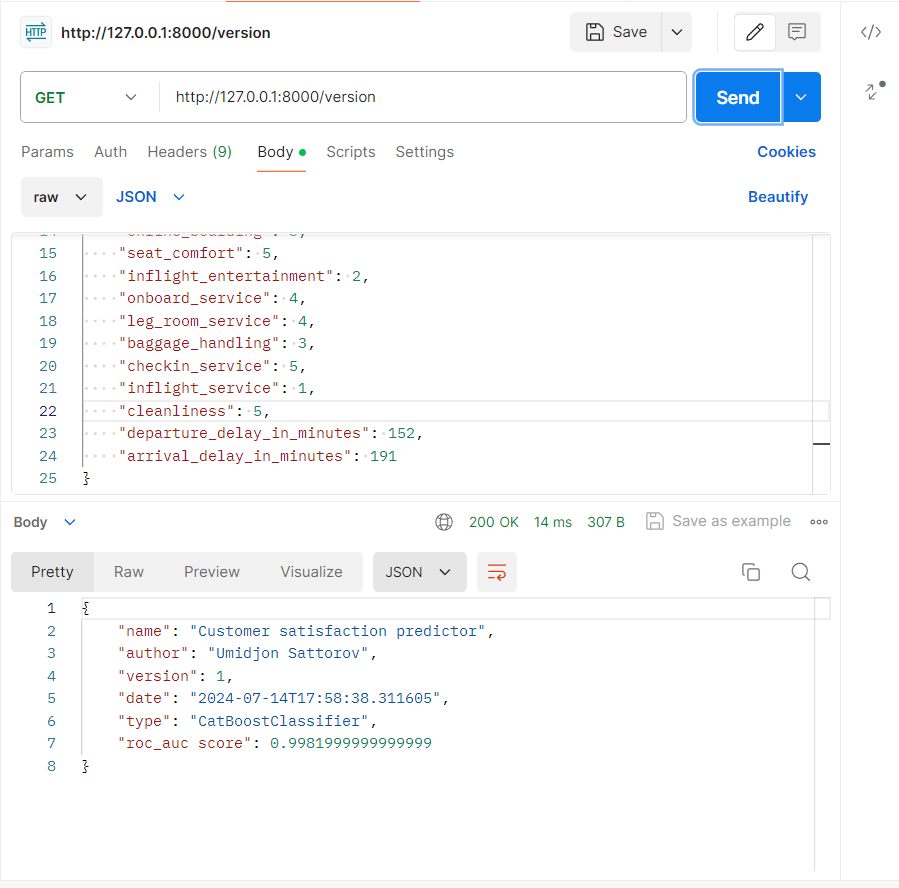 HTTP http://127.0.0.1:8000/version Save
GET http://127.0.0.1:8000/version Send
Params Auth Headers (9) Body Scripts Settings Cookies
raw JSON Beautify
15 "seat_comfort": 5,
16 "inflight_entertainment": 2,
17 "onboard_service": 4,
18 "leg_room_service": 4,
19 "baggage_handling": 3,
20 "checkin_service": 5,
21 "inflight_service": 1,
22 "cleanliness": 5,
23 "departure_delay_in_minutes": 152,
24 "arrival_delay_in_minutes": 191
25 }
Body 200 OK 14 ms 307 B Save as example
Pretty Raw Preview Visualize JSON
1 {
2 "name": "Customer satisfaction predictor",
3 "author": "Umidjon Sattorov",
4 "version": 1,
5 "date": "2024-07-14T17:58:38.311605",
6 "type": "CatBoostClassifier",
7 "roc_auc score": 0.9981999999999999
8 }